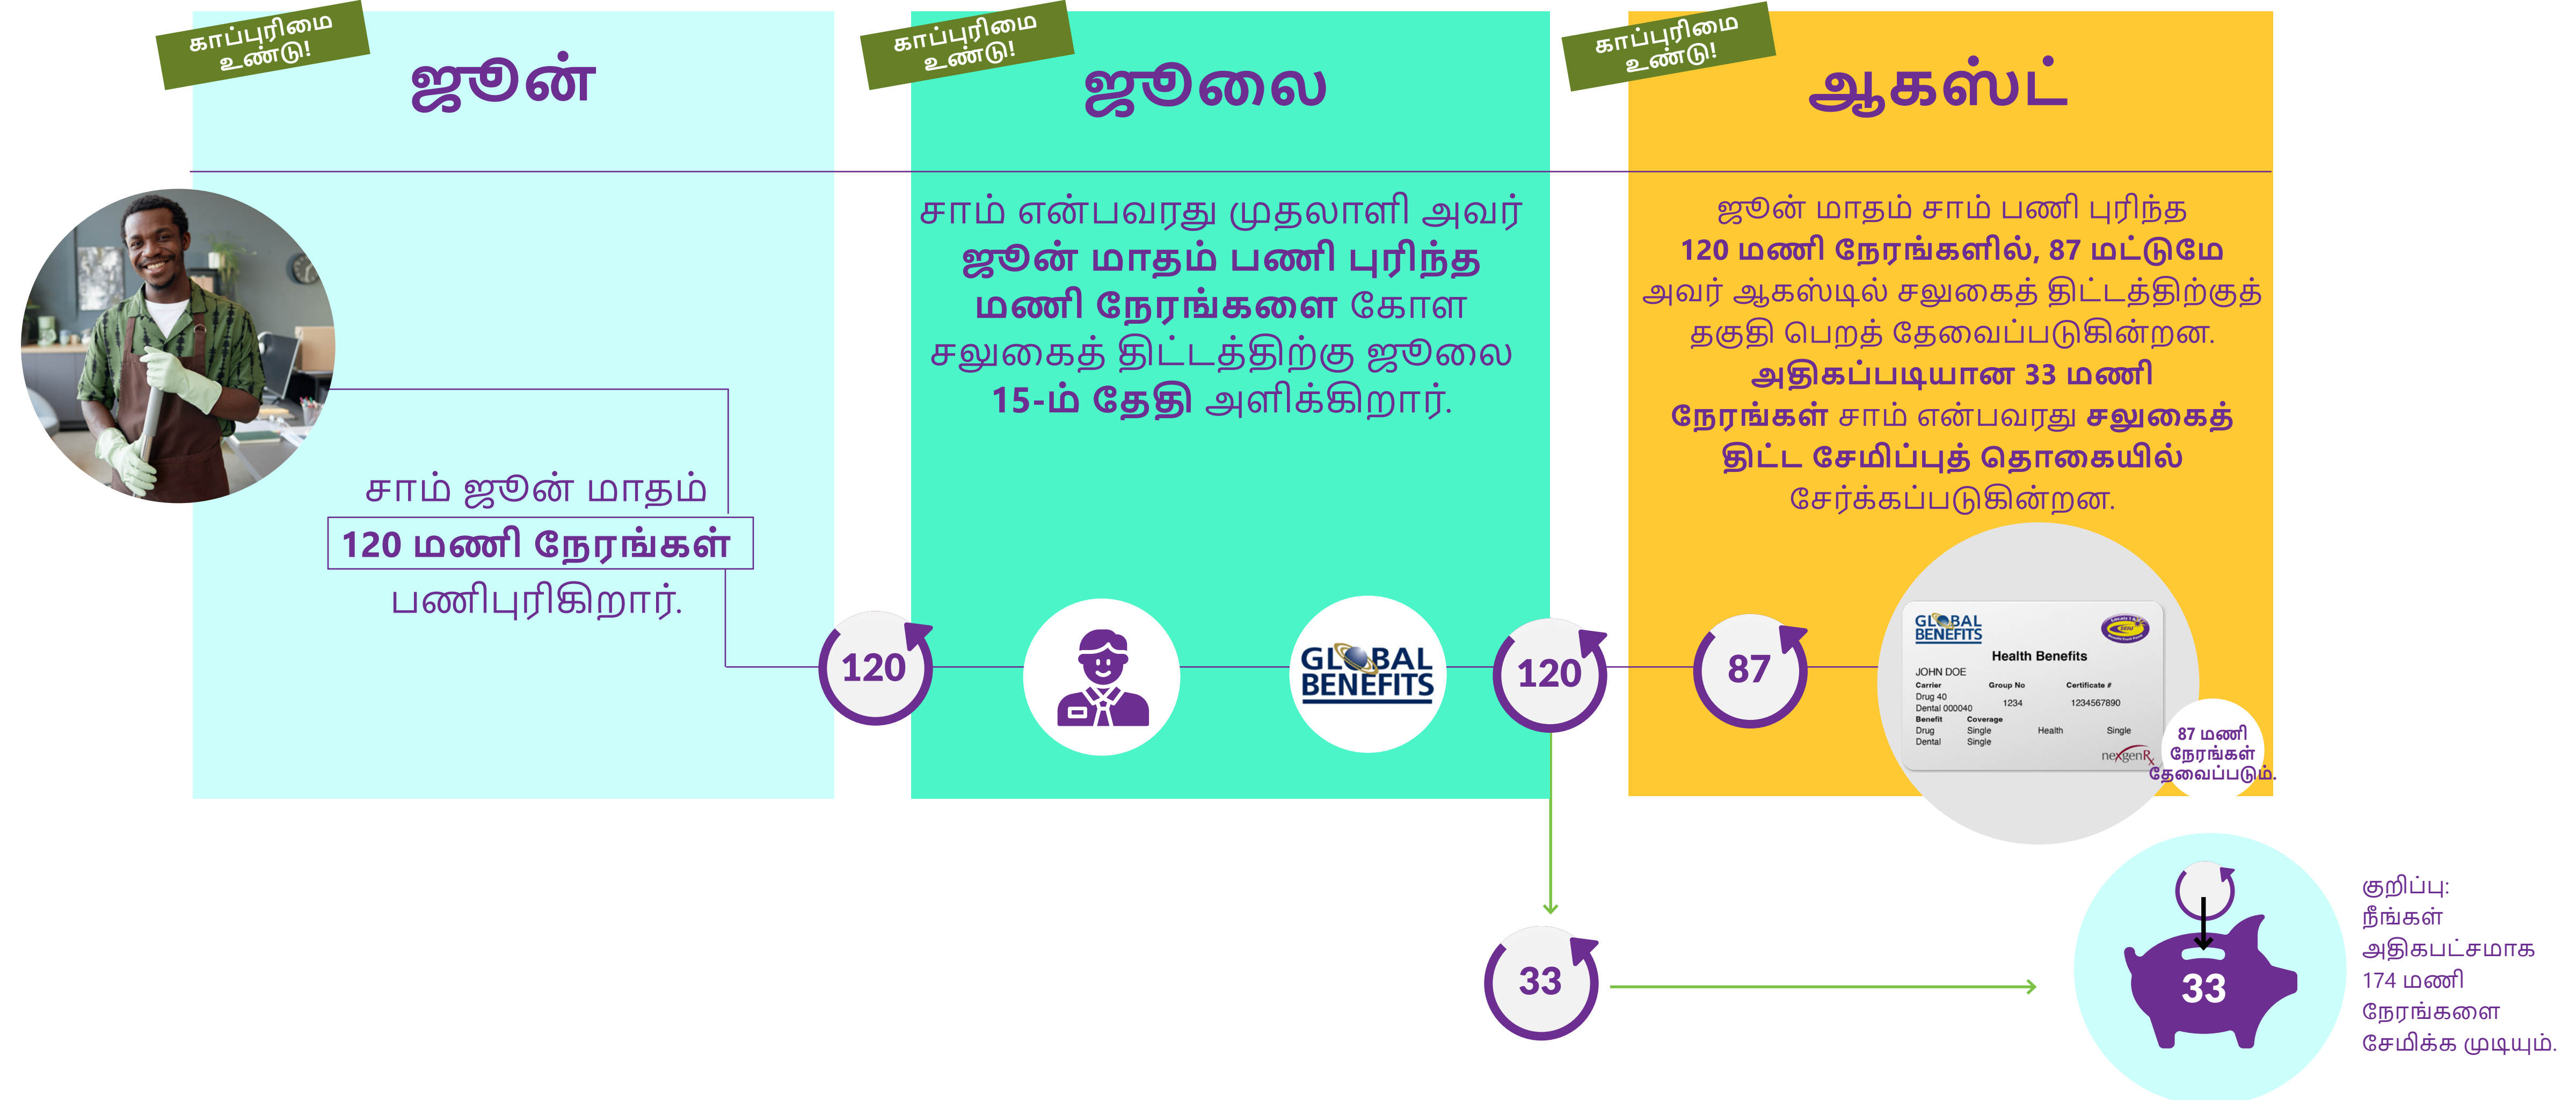 காப்புரிமை
உண்டு!
ஜூன்
சாம் ஜூன் மாதம்
120 மணி நேரங்கள்
பணிபுரிகிறார்.
120
காப்புரிமை
உண்டு!
ஜூலை
சாம் என்பவரது முதலாளி அவர்
ஜூன் மாதம் பணி புரிந்த
மணி நேரங்களை கோள
சலுகைத் திட்டத்திற்கு ஜூலை
15-ம் தேதி அளிக்கிறார்.
GLOBAL
BENEFITS
120
காப்புரிமை
உண்டு!
ஆகஸ்ட்
ஜூன் மாதம் சாம் பணி புரிந்த
120 மணி நேரங்களில், 87 மட்டுமே
அவர் ஆகஸ்டில் சலுகைத் திட்டத்திற்குத்
தகுதி பெறத் தேவைப்படுகின்றன.
அதிகப்படியான 33 மணி
நேரங்கள் சாம் என்பவரது சலுகைத்
திட்ட சேமிப்புத் தொகையில்
சேர்க்கப்படுகின்றன.
87
GLOBAL
BENEFITS
SEIU
Health Benefits
JOHN DOE
Carrier Group No Certificate #
Drug 40
Dental 000040 1234 1234567890
Benefit Coverage
Drug Single Health Single
Dental Single
nexgenRx
87 மணி
நேரங்கள்
தேவைப்படும்.
33
33
குறிப்பு:
நீங்கள்
அதிகபட்சமாக
174 மணி
நேரங்களை
சேமிக்க முடியும்.